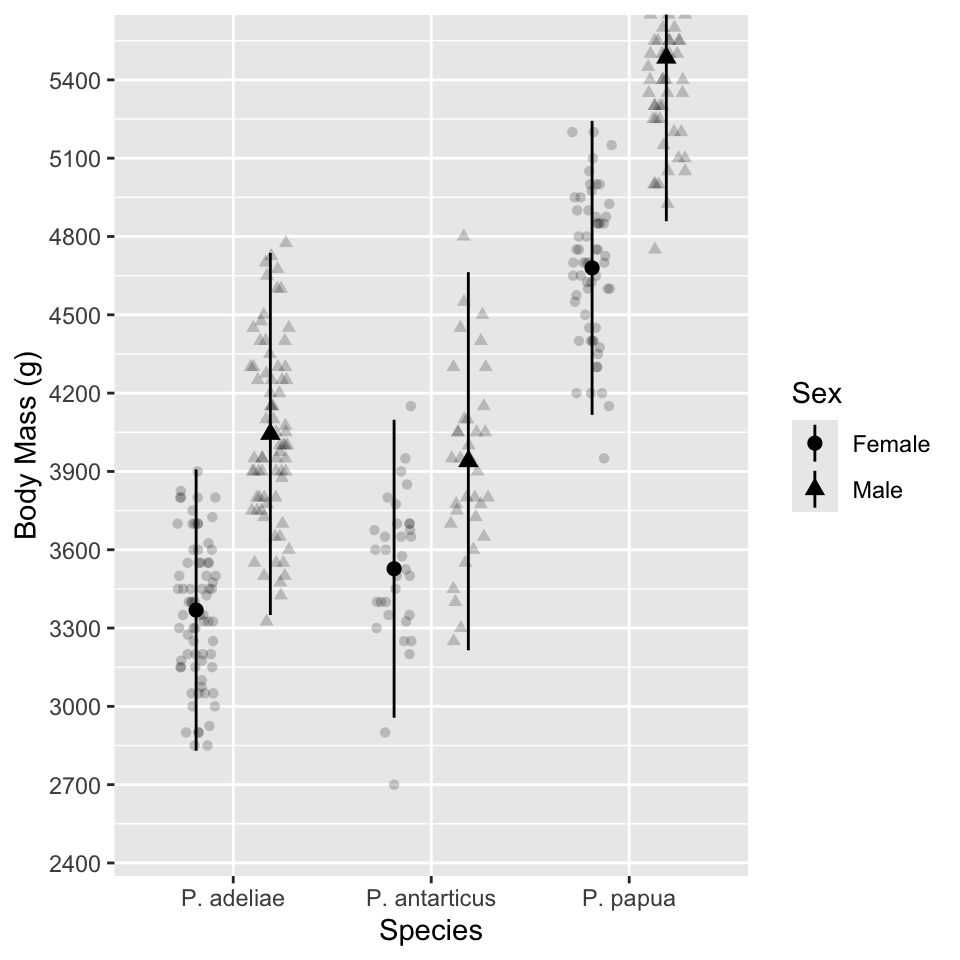 5400
5100
4800
4500
4200
3900
3600
3300
3000
2700
2400
Body Mass (g)
P. adeliae
P. antarticus
P. papua
Species
Sex
Female
Male